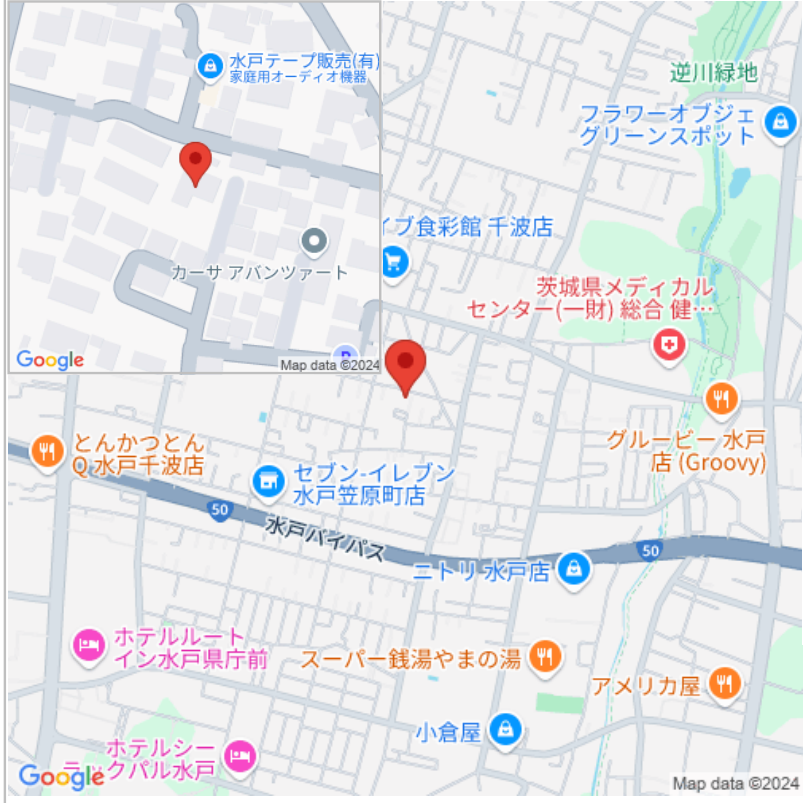 水戸テープ販売(有)
家庭用オーディオ機器
カーサ アバンツァート
Google
Map data ©2024
逆川緑地
フラワーオブジェ
グリーンスポット
イブ食彩館 千波店
茨城県メディカル
センター(一財) 総合 健…
グルービー 水戸
店 (Groovy)
とんかつとん
Q 水戸千波店
セブン-イレブン
水戸笠原町店
50
水戸バイパス
50
ニトリ 水戸店
ホテルルート
イン水戸県庁前
スーパー銭湯やまの湯
アメリカ屋
小倉屋
ホテルシー
ラックパル水戸
Google
Map data ©2024